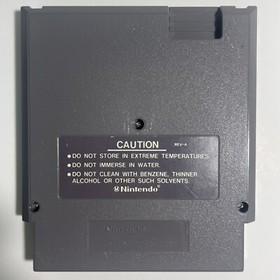 CAUTION
REV-A
● DO NOT STORE IN EXTREME TEMPERATURES.
● DO NOT IMMERSE IN WATER.
● DO NOT CLEAN WITH BENZENE, THINNER
ALCOHOL OR OTHER SUCH SOLVENTS.
Nintendo®